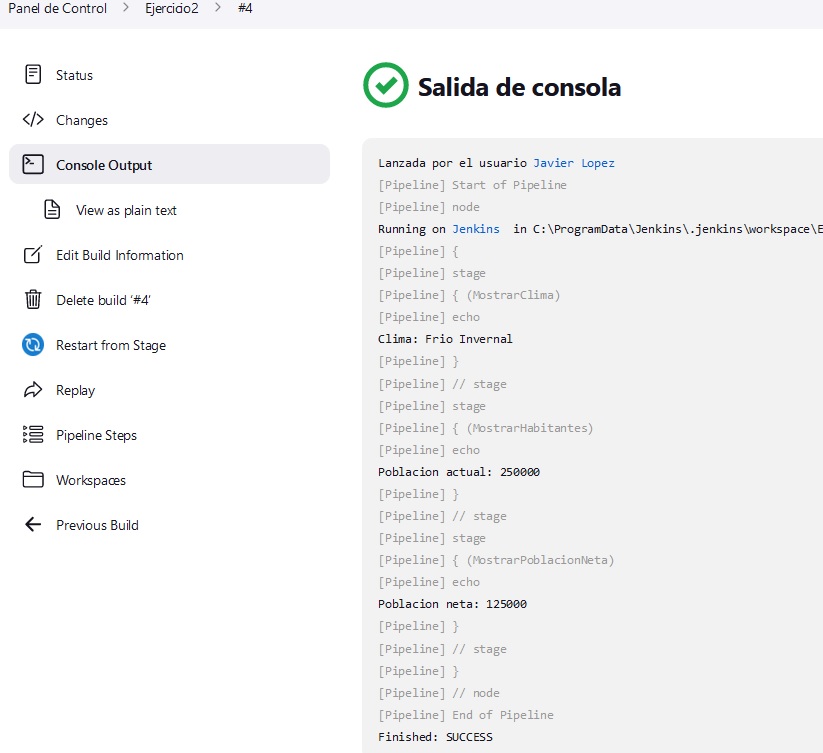 Panel de Control > Ejercicio2 > #4
Status
Changes
Console Output
View as plain text
Edit Build Information
Delete build '#4'
Restart from Stage
Replay
Pipeline Steps
Workspaces
Previous Build
Salida de consola
Lanzada por el usuario Javier Lopez
[Pipeline] Start of Pipeline
[Pipeline] node
Running on Jenkins in C:\ProgramData\Jenkins\.jenkins\workspace\E
[Pipeline] {
[Pipeline] stage
[Pipeline] { (MostrarClima)
[Pipeline] echo
Clima: Frio Invernal
[Pipeline] }
[Pipeline] // stage
[Pipeline] stage
[Pipeline] { (MostrarHabitantes)
[Pipeline] echo
Poblacion actual: 250000
[Pipeline] }
[Pipeline] // stage
[Pipeline] stage
[Pipeline] { (MostrarPoblacionNeta)
[Pipeline] echo
Poblacion neta: 125000
[Pipeline] }
[Pipeline] // stage
[Pipeline] }
[Pipeline] // node
[Pipeline] End of Pipeline
Finished: SUCCESS